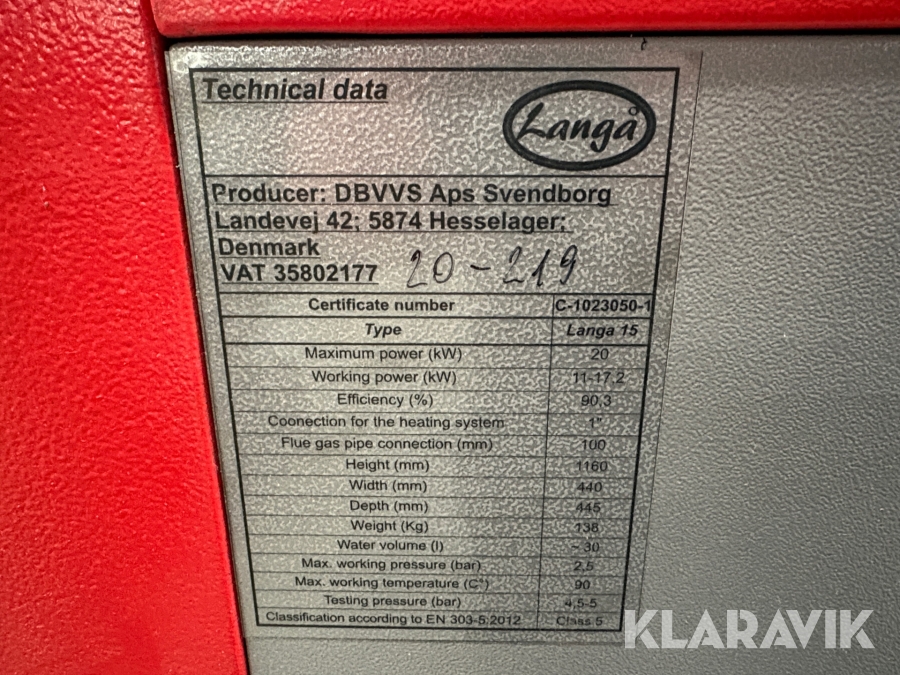 Technical data
Langå
Producer: DBVVS Aps Svendborg
Landevej 42; 5874 Hesselager;
Denmark
VAT 35802177 20-219
Certificate number C-1023050-1
Type Langa 15
Maximum power (kW) 20
Working power (kW) 11-17,2
Efficiency (%) 90,3
Coonection for the heating system 1"
Flue gas pipe connection (mm) 100
Height (mm) 1160
Width (mm) 440
Depth (mm) 445
Weight (Kg) 138
Water volume (l) ~ 30
Max. working pressure (bar) 2,5
Max. working temperature (C°) 90
Testing pressure (bar) 4,5-5
Classification according to EN 303-5:2012 Class 5
KLARAVIK